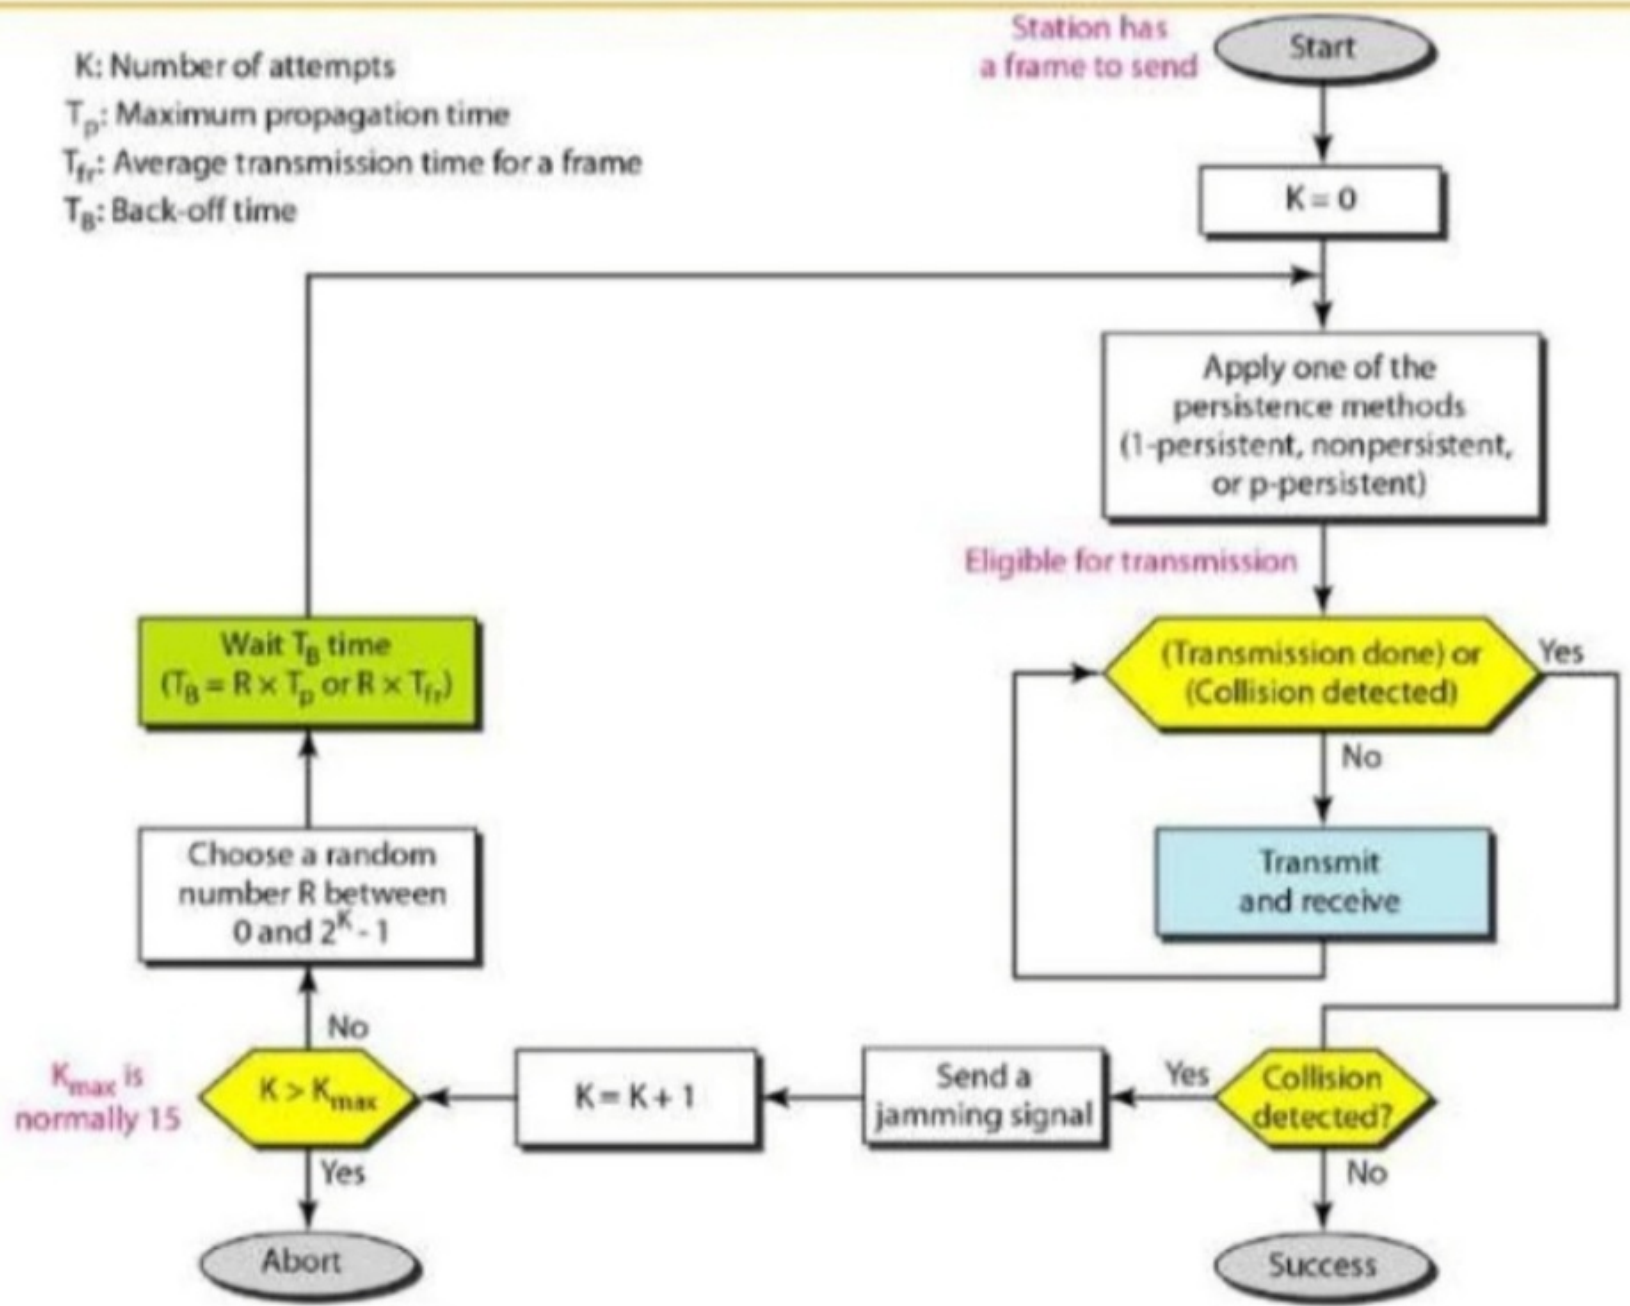 K: Number of attempts
Tp: Maximum propagation time
Tfr: Average transmission time for a frame
TB: Back-off time
Station has
a frame to send
Start
K = 0
Apply one of the
persistence methods
(1-persistent, nonpersistent,
or p-persistent)
Eligible for transmission
(Transmission done) or
(Collision detected)
Yes
No
Transmit
and receive
Wait TB time
(TB = R × Tp or R × Tfr)
Choose a random
number R between
0 and 2^K - 1
No
Kmax is
normally 15
K > Kmax
K = K + 1
Send a
jamming signal
Yes
Collision
detected?
Yes
No
Abort
Success